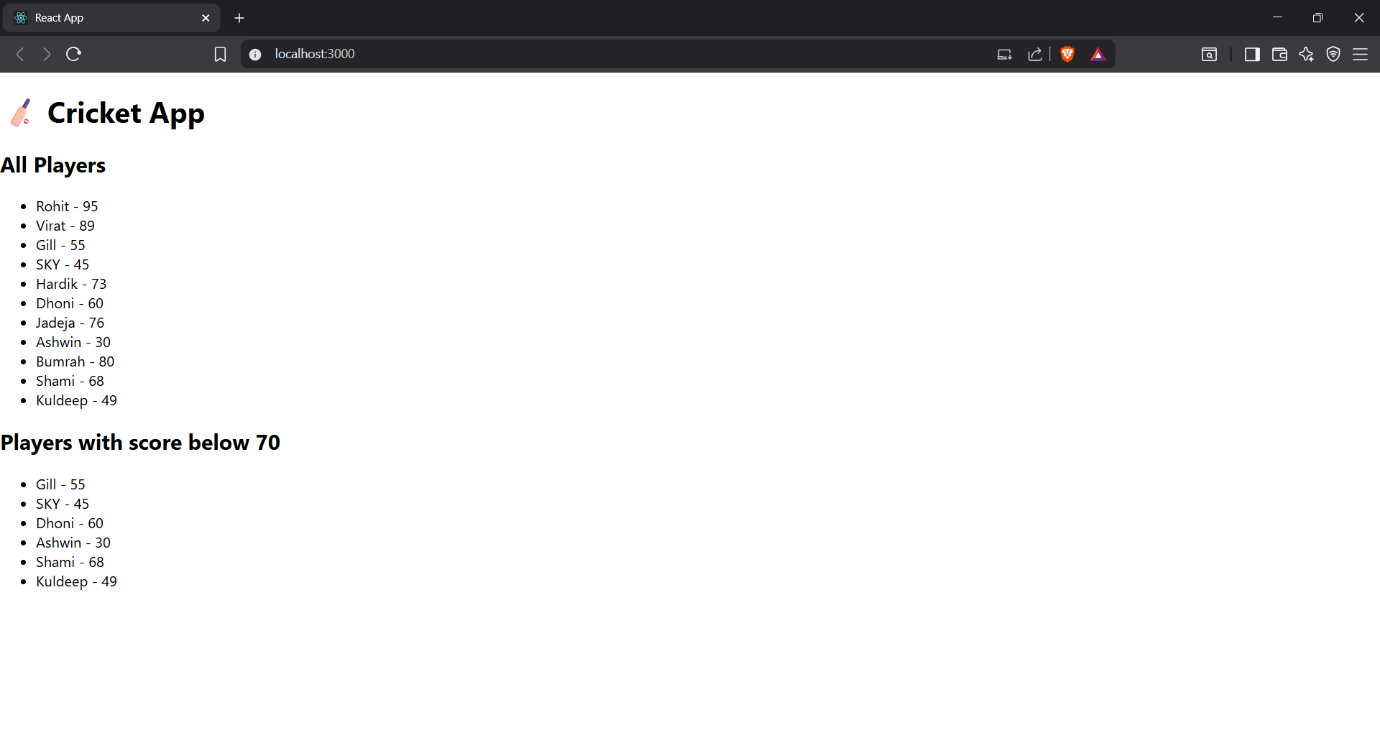 React App
localhost:3000
🏏 Cricket App
All Players
• Rohit - 95
• Virat - 89
• Gill - 55
• SKY - 45
• Hardik - 73
• Dhoni - 60
• Jadeja - 76
• Ashwin - 30
• Bumrah - 80
• Shami - 68
• Kuldeep - 49
Players with score below 70
• Gill - 55
• SKY - 45
• Dhoni - 60
• Ashwin - 30
• Shami - 68
• Kuldeep - 49